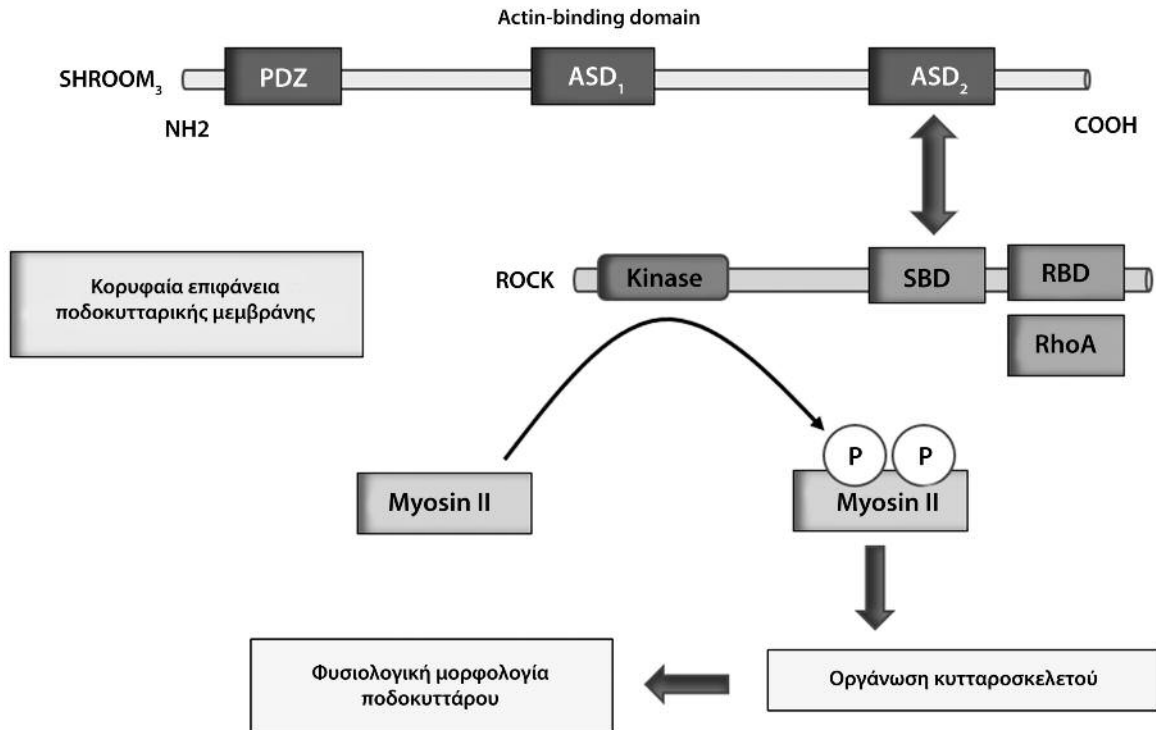 Actin-binding domain
SHROOM₃
PDZ
ASD₁
ASD₂
NH2
COOH
Κορυφαία επιφάνεια
ποδοκυτταρικής μεμβράνης
ROCK
Kinase
SBD
RBD
RhoA
P
P
Myosin II
Myosin II
Φυσιολογική μορφολογία
ποδοκυττάρου
Οργάνωση κυτταροσκελετού